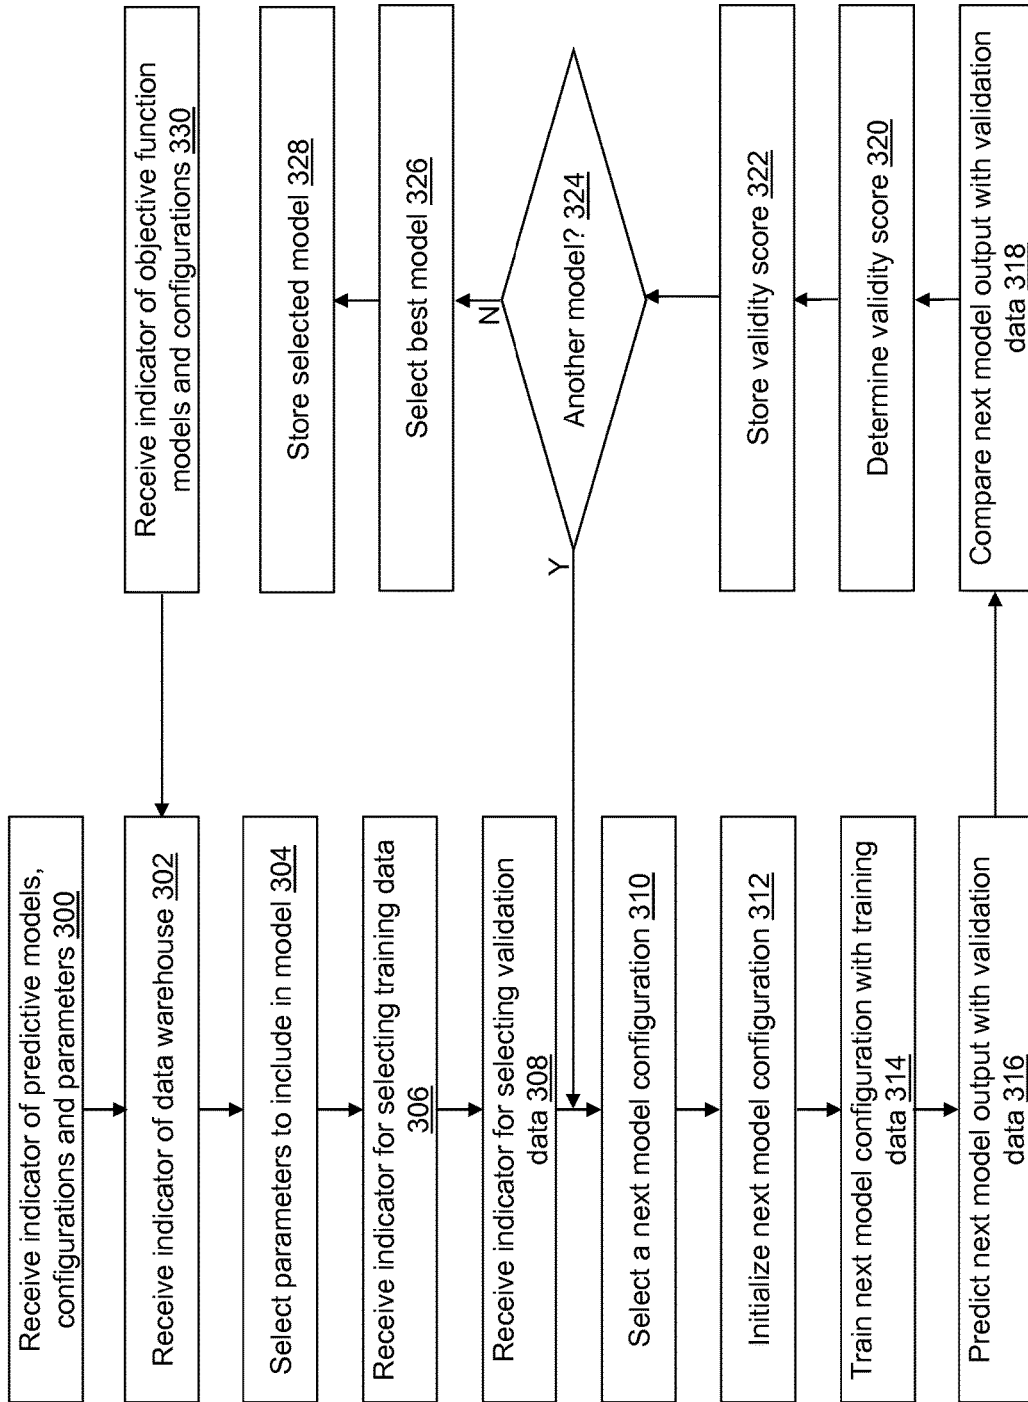 Receive indicator of predictive models,
configurations and parameters 300
Receive indicator of data warehouse 302
Select parameters to include in model 304
Receive indicator for selecting training data
306
Receive indicator for selecting validation
data 308
Select a next model configuration 310
Initialize next model configuration 312
Train next model configuration with training
data 314
Predict next model output with validation
data 316
Receive indicator of objective function
models and configurations 330
Store selected model 328
Select best model 326
N
Another model? 324
Y
Store validity score 322
Determine validity score 320
Compare next model output with validation
data 318